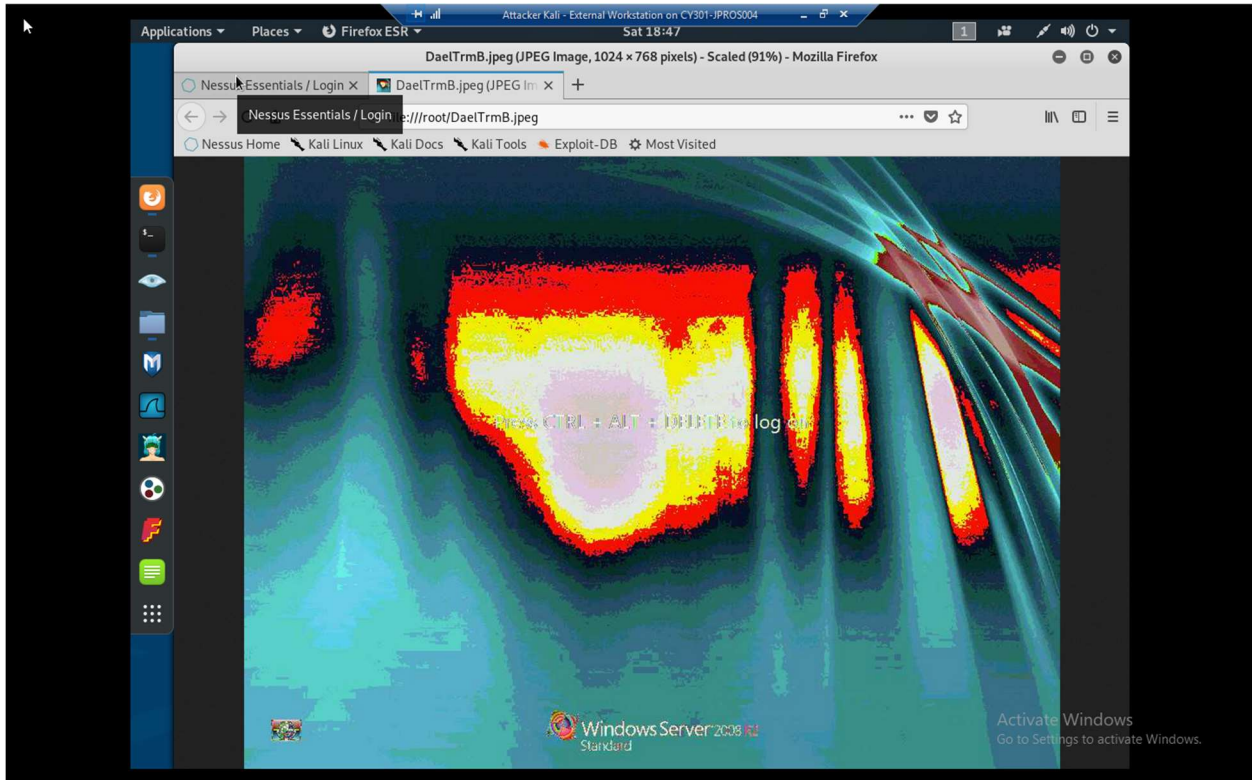 Attacker Kali - External Workstation on CY301-JPROS004
Applications Places Firefox ESR Sat 18:47 1
DaelTrmB.jpeg (JPEG Image, 1024 × 768 pixels) - Scaled (91%) - Mozilla Firefox
Nessus Essentials / Login DaelTrmB.jpeg (JPEG Im
Nessus Essentials / Login
:///root/DaelTrmB.jpeg
Nessus Home Kali Linux Kali Docs Kali Tools Exploit-DB Most Visited
Press CTRL + ALT + DELETE to log on
Windows Server 2008 R2
Standard
Activate Windows
Go to Settings to activate Windows.